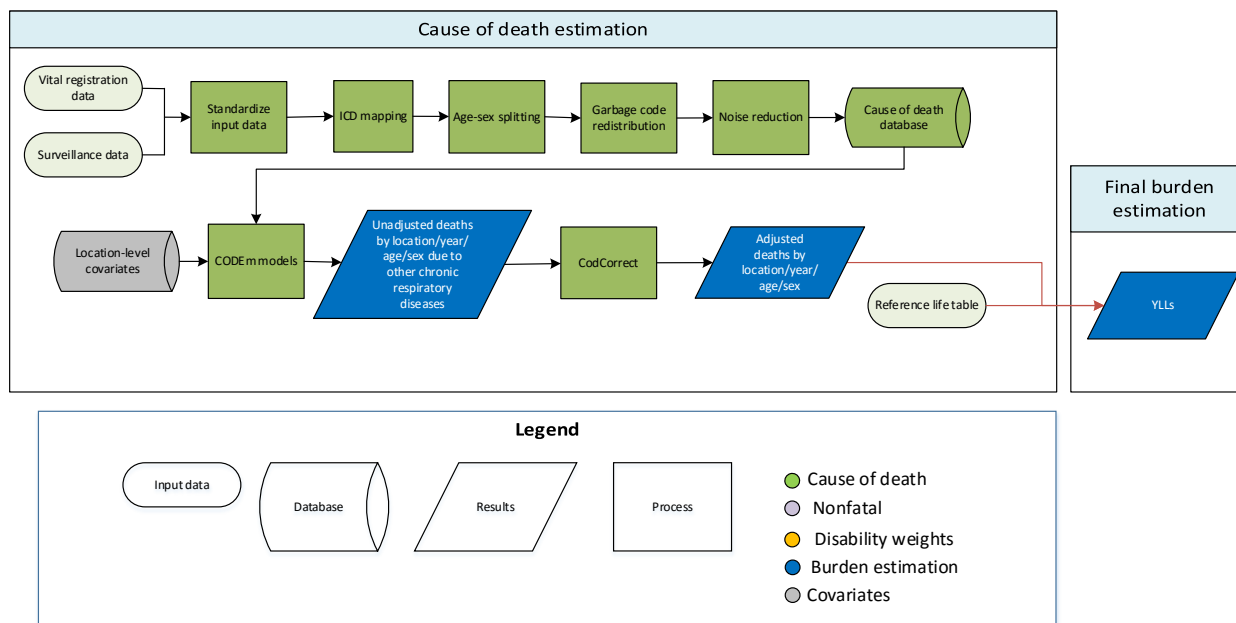 Cause of death estimation
Vital registration
data
Surveillance data
Standardize
input data
ICD mapping
Age-sex splitting
Garbage code
redistribution
Noise reduction
Cause of death
database
Location-level
covariates
CODEm models
Unadjusted deaths
by location/year/
age/sex due to
other chronic
respiratory
diseases
CodCorrect
Adjusted
deaths by
location/year/
age/sex
Reference life table
Final burden
estimation
YLLs
Legend
Input data
Database
Results
Process
Cause of death
Nonfatal
Disability weights
Burden estimation
Covariates